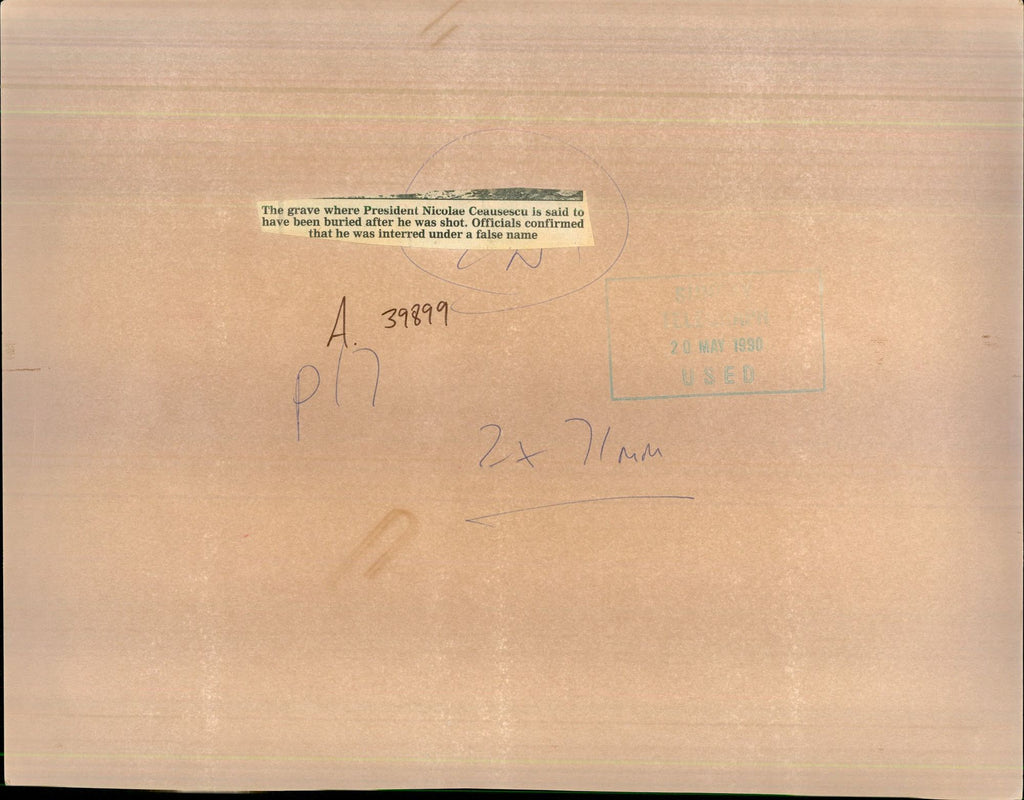 The grave where President Nicolae Ceausescu is said to
have been buried after he was shot. Officials confirmed
that he was interred under a false name
A. 39899
p17
20 MAY 1990
USED
2x 71mm